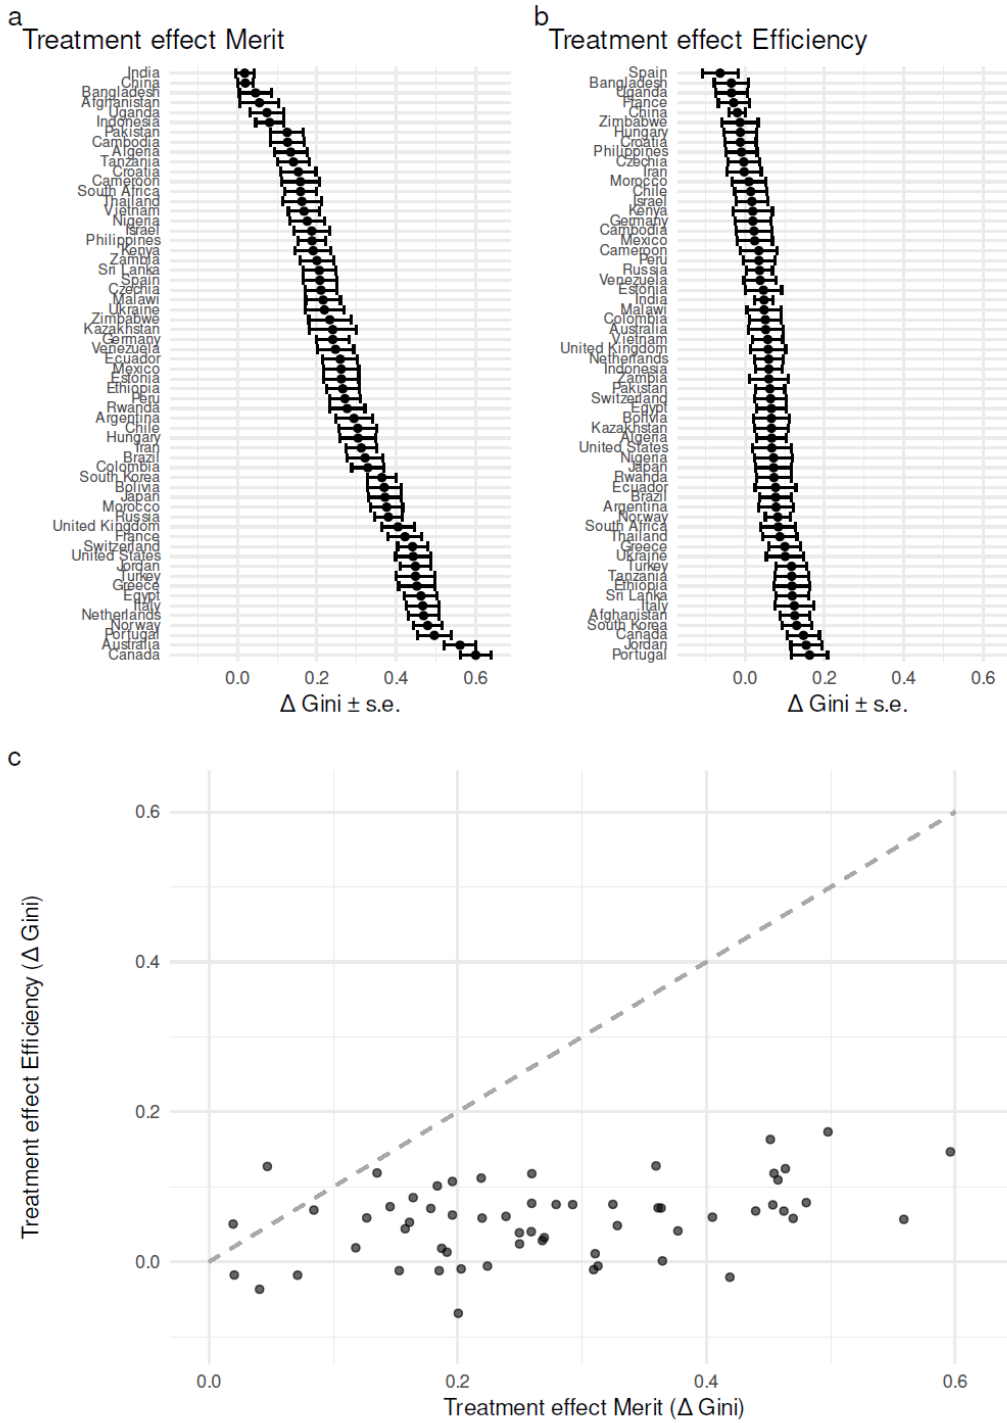 a
Treatment effect Merit
India
China
Bangladesh
Afghanistan
Uganda
Indonesia
Pakistan
Cambodia
Algeria
Tanzania
Croatia
Cameroon
South Africa
Thailand
Vietnam
Nigeria
Israel
Philippines
Kenya
Zambia
Sri Lanka
Spain
Czechia
Malawi
Ukraine
Zimbabwe
Kazakhstan
Germany
Venezuela
Ecuador
Mexico
Estonia
Ethiopia
Peru
Rwanda
Argentina
Chile
Hungary
Iran
Brazil
Colombia
South Korea
Bolivia
Japan
Morocco
Russia
United Kingdom
France
Switzerland
United States
Jordan
Turkey
Greece
Egypt
Italy
Netherlands
Norway
Portugal
Australia
Canada
0.0 0.2 0.4 0.6
Δ Gini ± s.e.
b
Treatment effect Efficiency
Spain
Bangladesh
Uganda
France
China
Zimbabwe
Hungary
Croatia
Philippines
Czechia
Iran
Morocco
Chile
Israel
Kenya
Germany
Cambodia
Mexico
Cameroon
Peru
Russia
Venezuela
Estonia
India
Malawi
Colombia
Australia
Vietnam
United Kingdom
Netherlands
Indonesia
Zambia
Pakistan
Switzerland
Egypt
Bolivia
Kazakhstan
Algeria
United States
Nigeria
Japan
Rwanda
Ecuador
Brazil
Argentina
Norway
South Africa
Thailand
Greece
Ukraine
Turkey
Tanzania
Ethiopia
Sri Lanka
Italy
Afghanistan
South Korea
Canada
Jordan
Portugal
0.0 0.2 0.4 0.6
Δ Gini ± s.e.
c
Treatment effect Efficiency (Δ Gini)
0.6
0.4
0.2
0.0
0.0 0.2 0.4 0.6
Treatment effect Merit (Δ Gini)